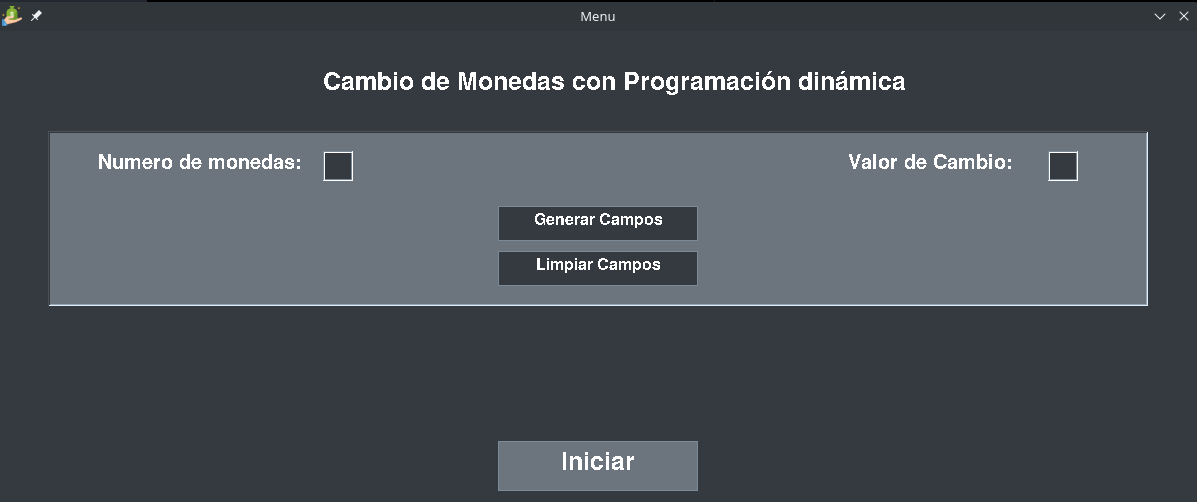 Menu
Cambio de Monedas con Programación dinámica
Numero de monedas: Valor de Cambio:
Generar Campos
Limpiar Campos
Iniciar